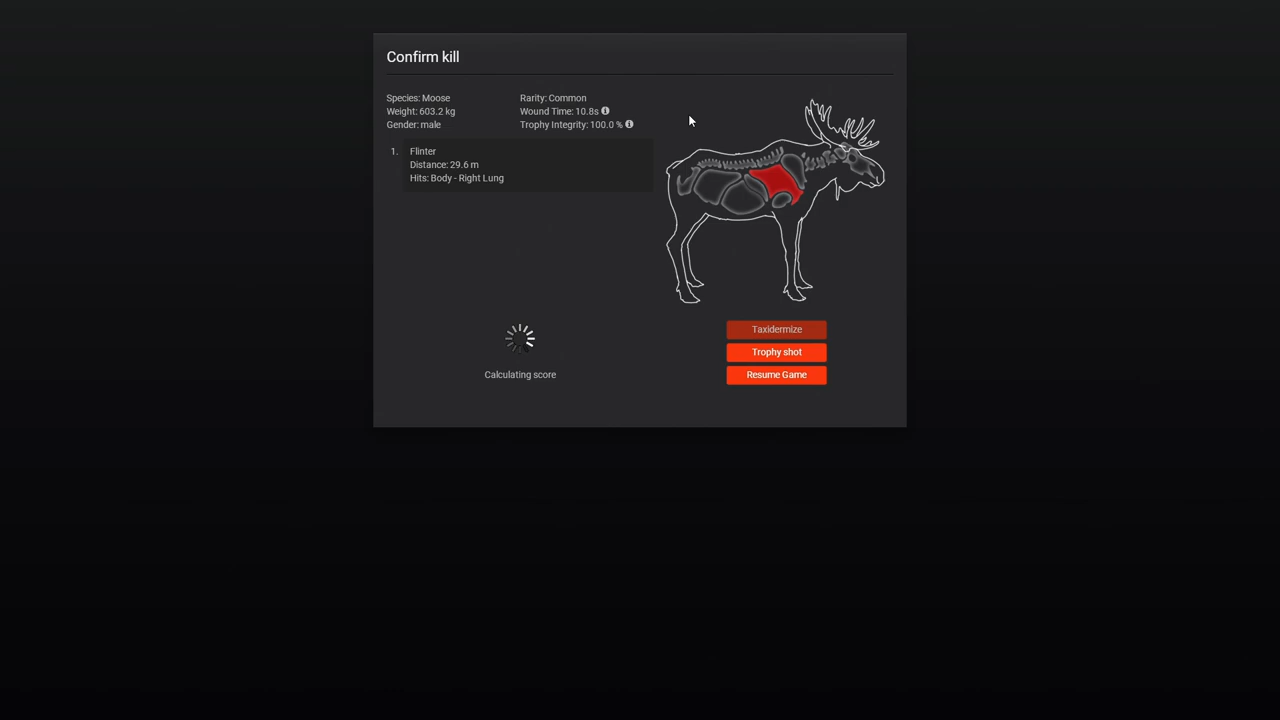 Confirm kill
Species: Moose
Weight: 603.2 kg
Gender: male
Rarity: Common
Wound Time: 10.8s
Trophy Integrity: 100.0 %
1.
Flinter
Distance: 29.6 m
Hits: Body - Right Lung
Calculating score
Taxidermize
Trophy shot
Resume Game